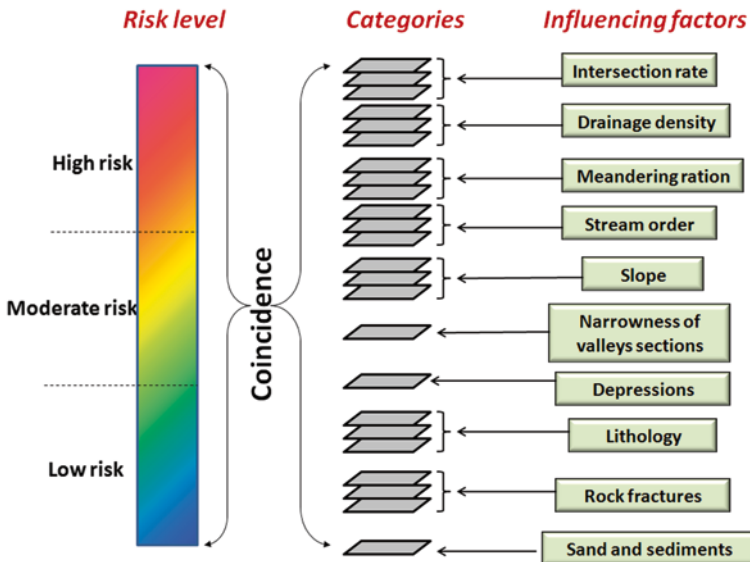 Risk level
Categories
Influencing factors
High risk
Moderate risk
Low risk
Coincidence
Intersection rate
Drainage density
Meandering ration
Stream order
Slope
Narrowness of
valleys sections
Depressions
Lithology
Rock fractures
Sand and sediments